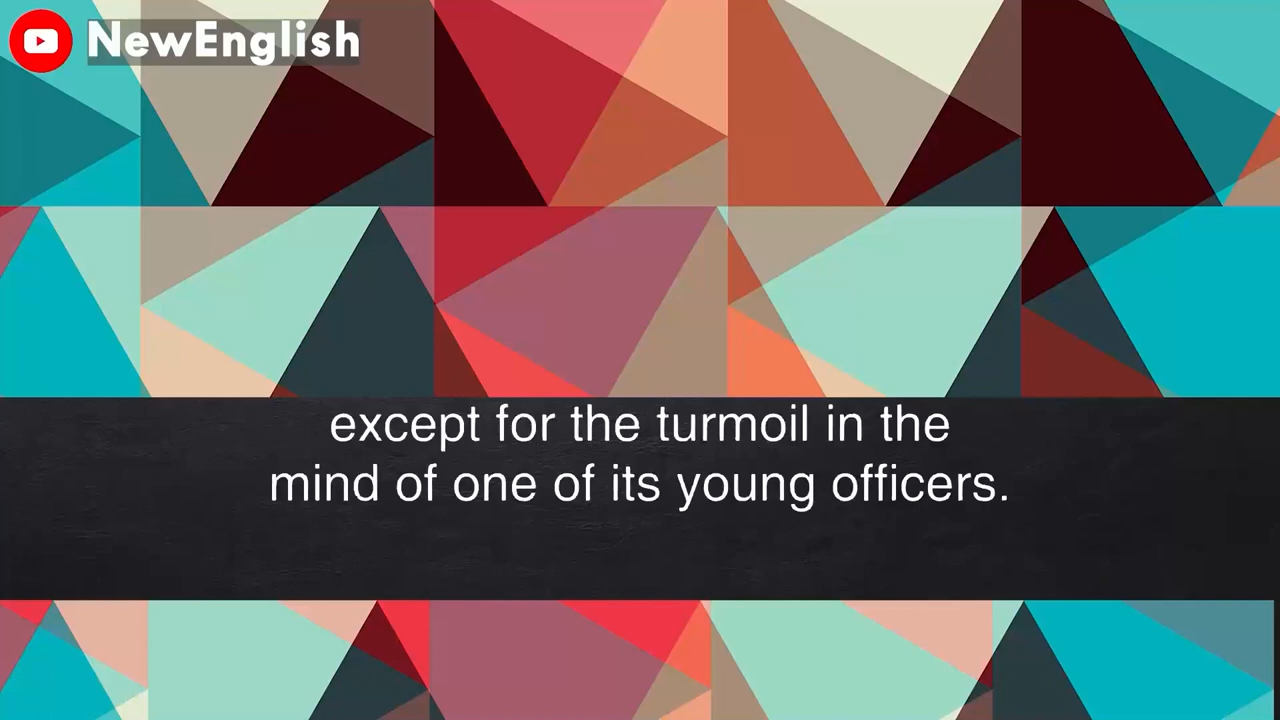 NewEnglish
except for the turmoil in the
mind of one of its young officers.